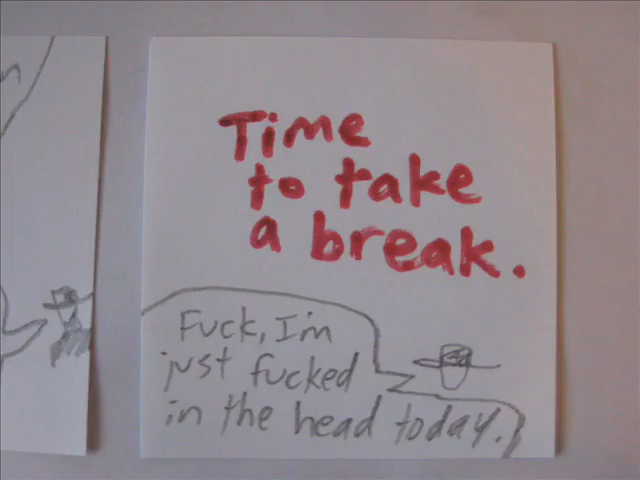 Time
to take
a break.
Fuck, I'm
just fucked
in the head today.